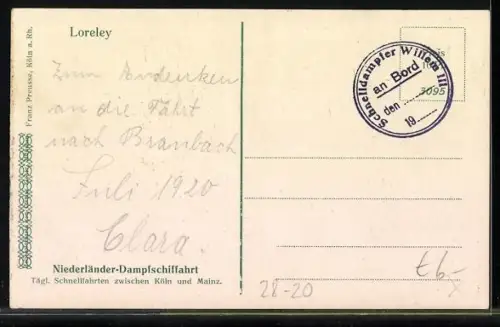 Loreley
Zum Andenken
an die Fahrt
nach Braubach
Juli 1920
Clara.
Niederländer-Dampfschiffahrt
Tägl. Schnellfahrten zwischen Köln und Mainz.
Franz Preusse, Köln a. Rh.
Schnelldampfer Willem III
an Bord
den
19
3095
28-20